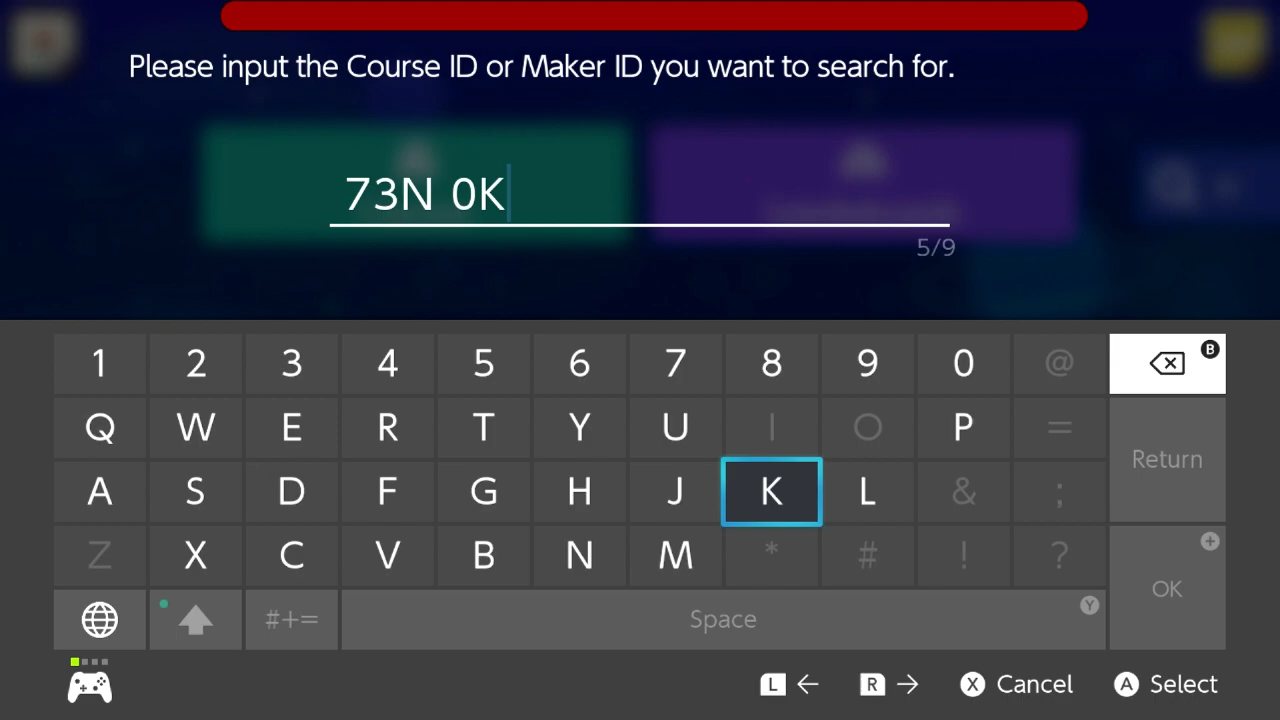 Please input the Course ID or Maker ID you want to search for.
73N 0K
5/9
1 2 3 4 5 6 7 8 9 0 @ B
Q W E R T Y U I O P = Return
A S D F G H J K L & ;
Z X C V B N M * # ! ? + OK
#+= Space Y
L ← R → X Cancel A Select